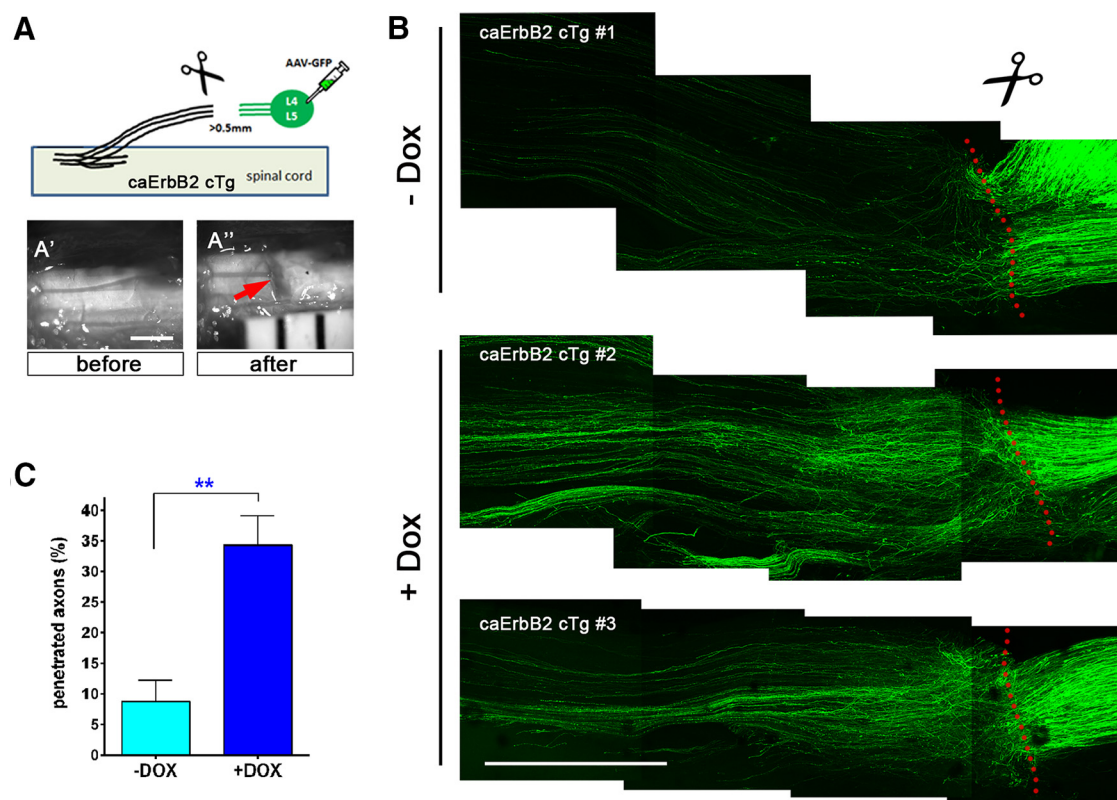 A
AAV-GFP
L4
L5
>0.5mm
caErbB2 cTg spinal cord
A'
A''
before
after
B
- Dox
caErbB2 cTg #1
+ Dox
caErbB2 cTg #2
caErbB2 cTg #3
C
**
penetrated axons (%)
40
35
30
25
20
15
10
5
0
-DOX
+DOX